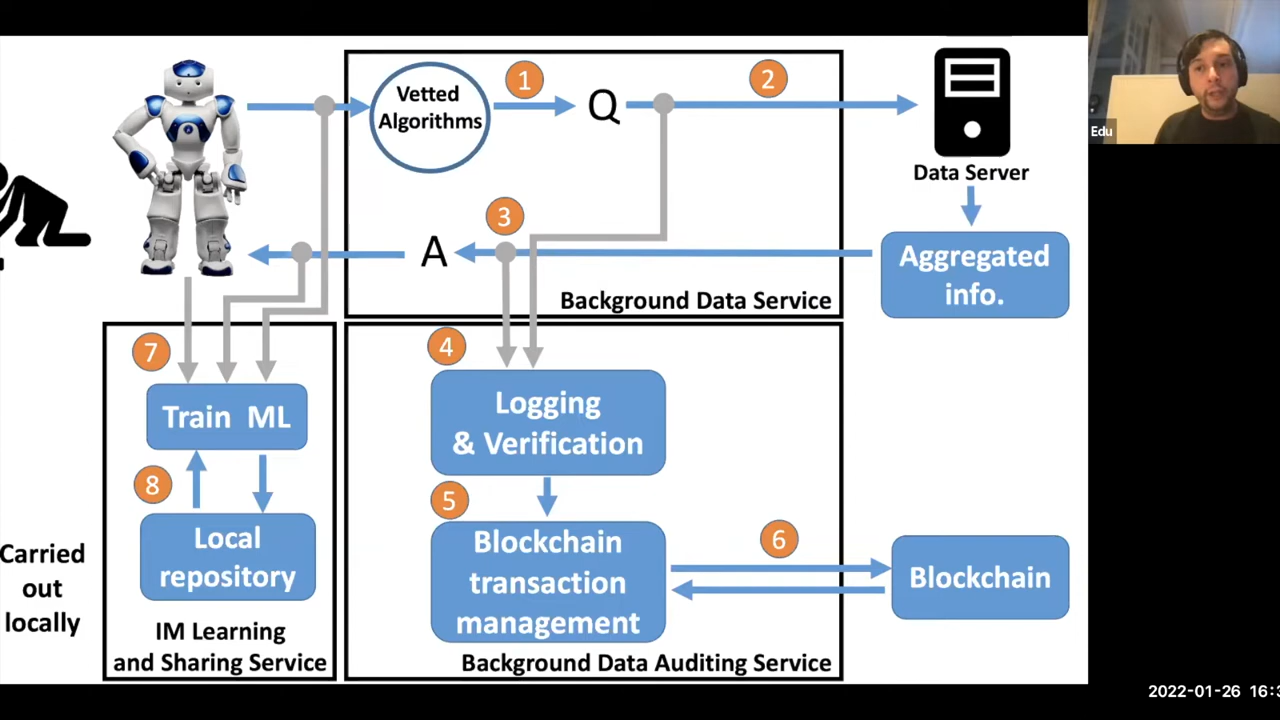 Vetted
Algorithms
1
Q
2
Data Server
Edu
3
A
Aggregated
info.
Background Data Service
7
4
Train ML
Logging
& Verification
8
5
Local
repository
Blockchain
transaction
management
6
Blockchain
Carried
out
locally
IM Learning
and Sharing Service
Background Data Auditing Service
2022-01-26 16:3